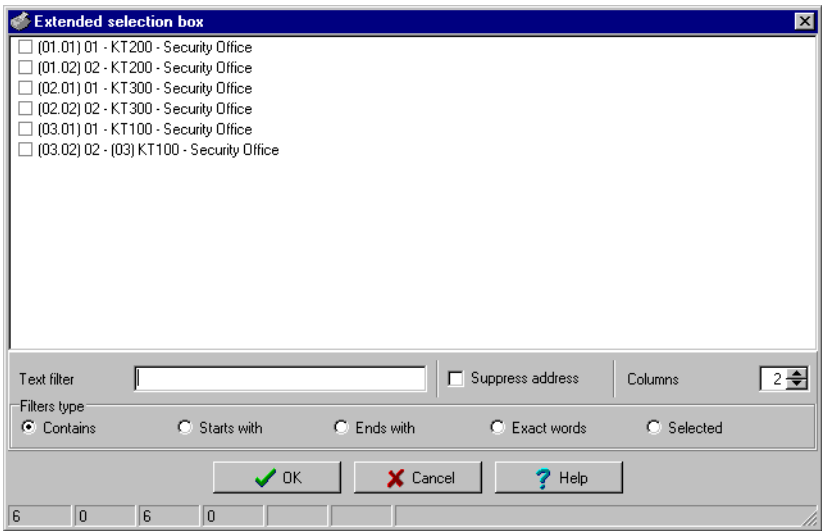 Extended selection box
(01.01) 01 - KT200 - Security Office
(01.02) 02 - KT200 - Security Office
(02.01) 01 - KT300 - Security Office
(02.02) 02 - KT300 - Security Office
(03.01) 01 - KT100 - Security Office
(03.02) 02 - (03) KT100 - Security Office
Text filter Suppress address Columns 2
Filters type
Contains Starts with Ends with Exact words Selected
OK Cancel ? Help
6 0 6 0